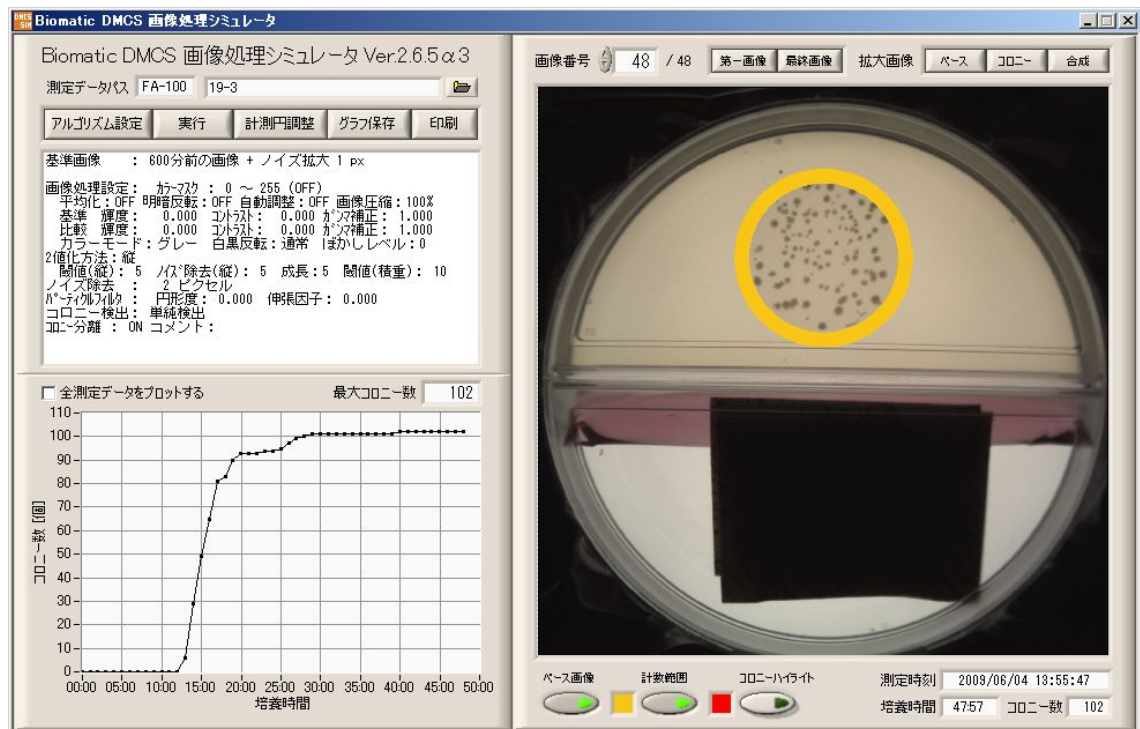 Biomatic DMCS 画像処理シミュレータ
Biomatic DMCS 画像処理シミュレータ Ver.2.6.5α3
測定データパス FA-100 19-3
アルゴリズム設定 実行 計測円調整 グラフ保存 印刷
基準画像 : 600分前の画像 + ノイズ拡大 1 px
画像処理設定: カラーマスク : 0 ~ 255 (OFF)
平均化:OFF 明暗反転:OFF 自動調整:OFF 画像圧縮:100%
基準 輝度: 0.000 コントラスト: 0.000 ガンマ補正: 1.000
比較 輝度: 0.000 コントラスト: 0.000 ガンマ補正: 1.000
カラーモード:グレー 白黒反転:通常 ぼかしレベル:0
2値化方法:縦
閾値(縦): 5 ノイズ除去(縦): 5 成長:5 閾値(積重): 10
ノイズ除去 : 2 ピクセル
パーティクルフィルタ : 円形度: 0.000 伸張因子: 0.000
コロニー検出: 単純検出
コロニー分離 : ON コメント:
全測定データをプロットする 最大コロニー数 102
110
100
90
80
70
60
50
40
30
20
10
0
コロニー数 [個]
00:00 05:00 10:00 15:00 20:00 25:00 30:00 35:00 40:00 45:00 50:00
培養時間
画像番号 48 / 48 第一画像 最終画像 拡大画像 ベース コロニー 合成
ベース画像 計数範囲 コロニーハイライト
測定時刻 2009/06/04 13:55:47
培養時間 47:57 コロニー数 102